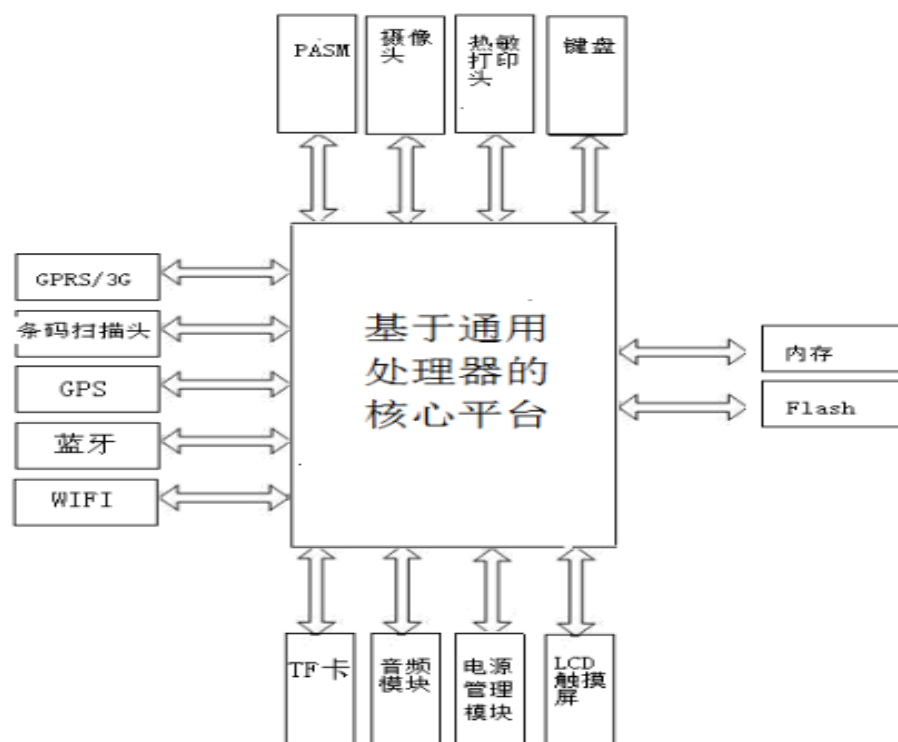 PASM
摄像
头
热敏
打印
头
键盘
GPRS/3G
条码扫描头
GPS
蓝牙
WIFI
基于通用
处理器的
核心平台
内存
Flash
TF卡
音频
模块
电源
管理
模块
LCD
触摸
屏